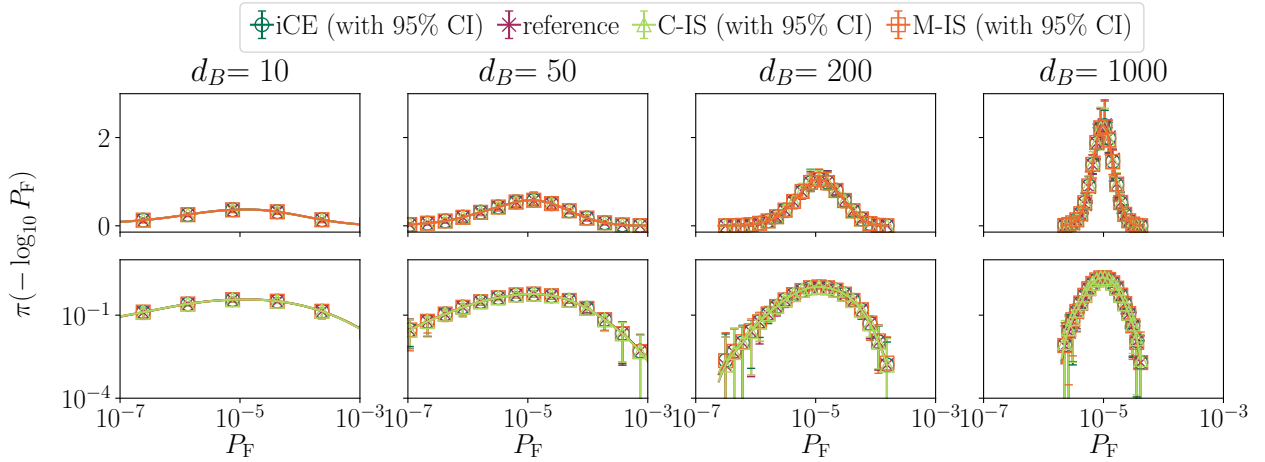 iCE (with 95% CI) reference C-IS (with 95% CI) M-IS (with 95% CI)
d_B = 10 d_B = 50 d_B = 200 d_B = 1000
π(− log₁₀ P_F)
2
0
10⁻¹
10⁻⁴
10⁻⁷ 10⁻⁵ 10⁻³ 10⁻⁷ 10⁻⁵ 10⁻³ 10⁻⁷ 10⁻⁵ 10⁻³ 10⁻⁷ 10⁻⁵ 10⁻³
P_F P_F P_F P_F